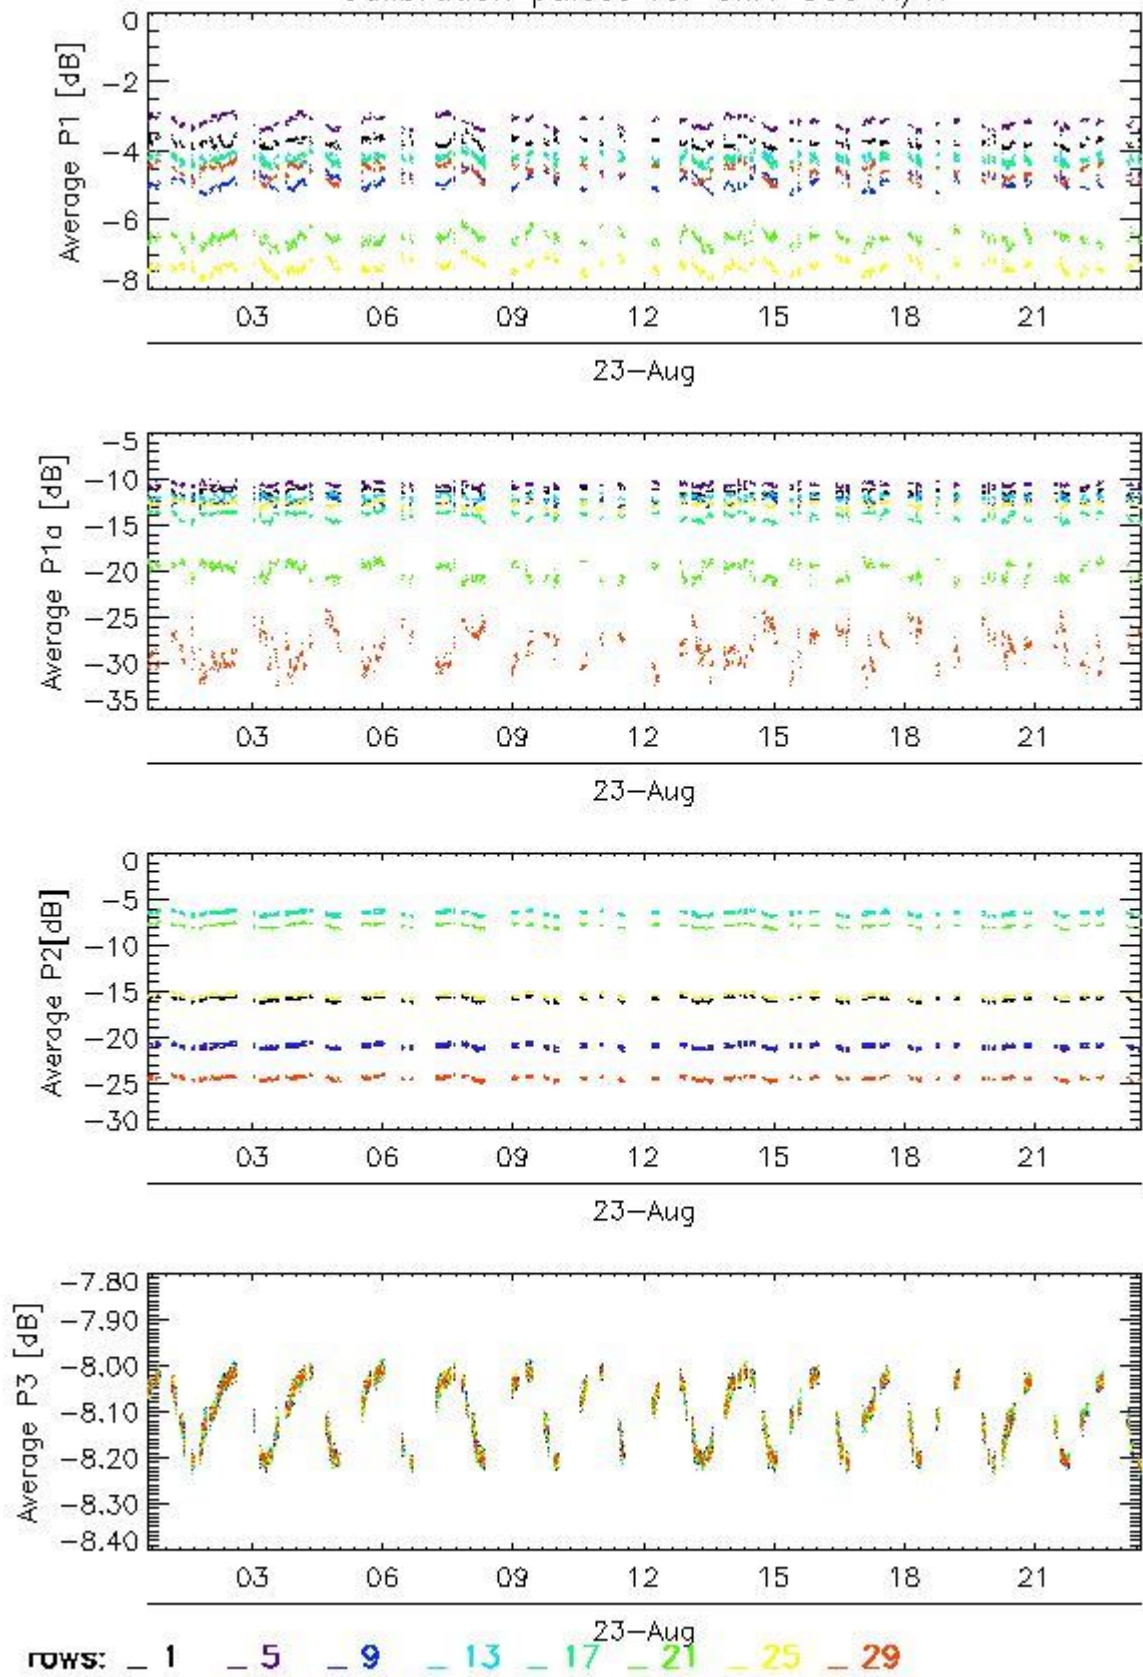 0
-2
-4
-6
-8
Average P1 [dB]
03 06 09 12 15 18 21
23-Aug
-5
-10
-15
-20
-25
-30
-35
Average P1a [dB]
03 06 09 12 15 18 21
23-Aug
0
-5
-10
-15
-20
-25
-30
Average P2[dB]
03 06 09 12 15 18 21
23-Aug
-7.80
-7.90
-8.00
-8.10
-8.20
-8.30
-8.40
Average P3 [dB]
03 06 09 12 15 18 21
23-Aug
rows: _ 1 _ 5 _ 9 _ 13 _ 17 _ 21 _ 25 _ 29